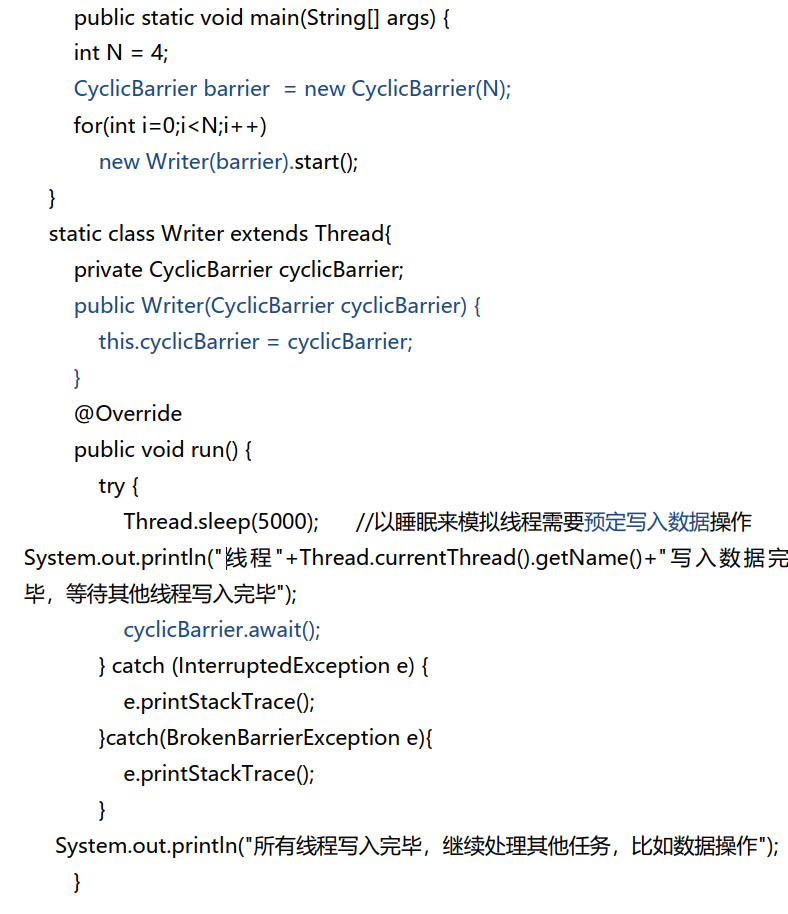 public static void main(String[] args) {
int N = 4;
CyclicBarrier barrier  = new CyclicBarrier(N);
for(int i=0;i<N;i++)
new Writer(barrier).start();
}
static class Writer extends Thread{
private CyclicBarrier cyclicBarrier;
public Writer(CyclicBarrier cyclicBarrier) {
this.cyclicBarrier = cyclicBarrier;
}
@Override
public void run() {
try {
Thread.sleep(5000);      //以睡眠来模拟线程需要预定写入数据操作
System.out.println("线程"+Thread.currentThread().getName()+"写入数据完
毕，等待其他线程写入完毕");
cyclicBarrier.await();
} catch (InterruptedException e) {
e.printStackTrace();
}catch(BrokenBarrierException e){
e.printStackTrace();
}
System.out.println("所有线程写入完毕，继续处理其他任务，比如数据操作");
}